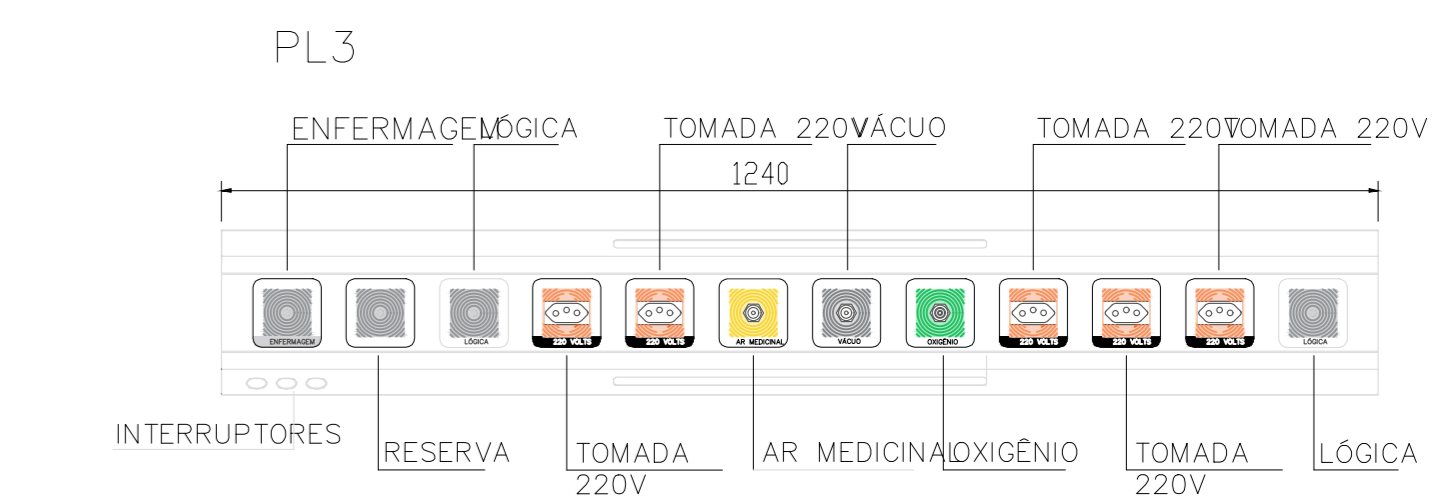 PL3
ENFERMAGEM
LÓGICA
TOMADA 220V
VÁCUO
TOMADA 220V
TOMADA 220V
1240
ENFERMAGEM
LÓGICA
220 VOLTS
220 VOLTS
AR MEDICINAL
VÁCUO
OXIGÊNIO
220 VOLTS
220 VOLTS
220 VOLTS
LÓGICA
INTERRUPTORES
RESERVA
TOMADA
220V
AR MEDICINAL
OXIGÊNIO
TOMADA
220V
LÓGICA